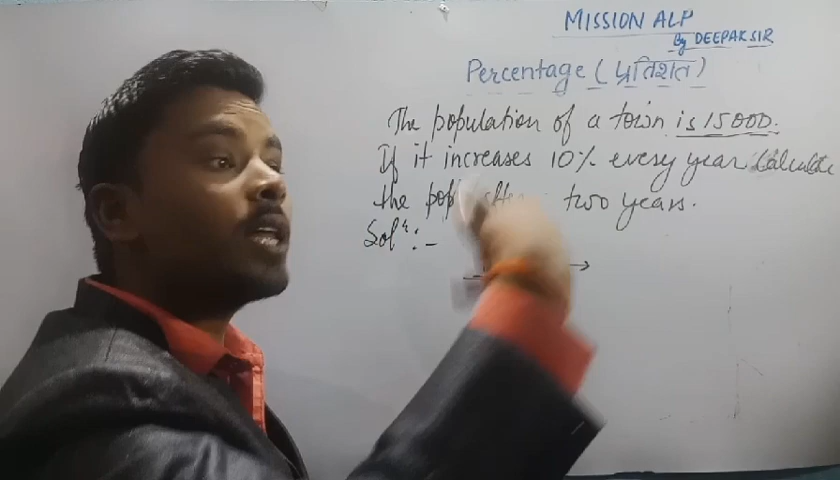 MISSION ALP
By DEEPAK SIR
Percentage (प्रतिशत)
The population of a town is 15000.
If it increases 10% every year Calculate
the two years.
Solⁿ:-